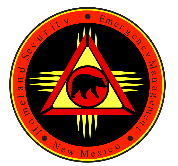 Homeland Security • Emergency Management
• New Mexico •